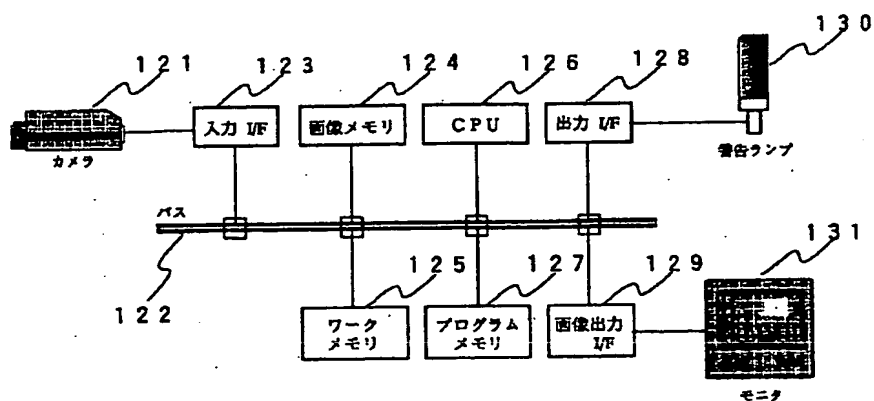 130
121
123
124
126
128
入力 I/F
画像メモリ
CPU
出力 I/F
カメラ
警告ランプ
バス
131
125
127
129
122
ワーク
メモリ
プログラム
メモリ
画像出力
I/F
モニタ